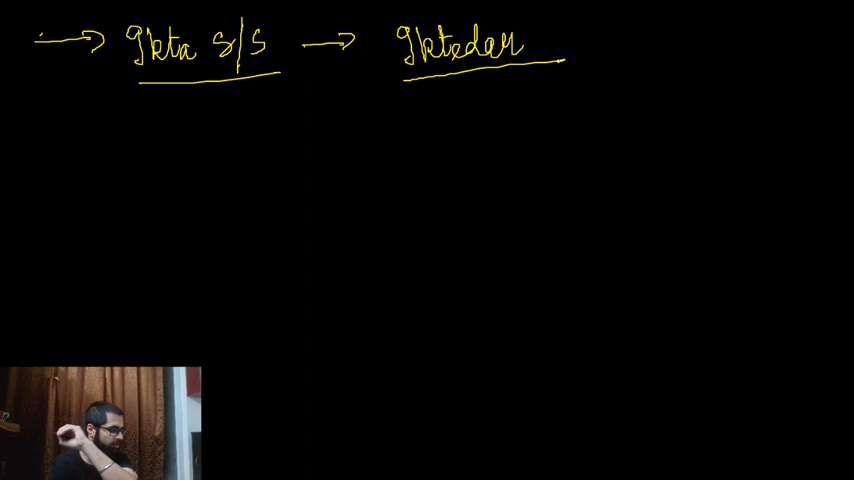 → Ikta S/S → Iktedar